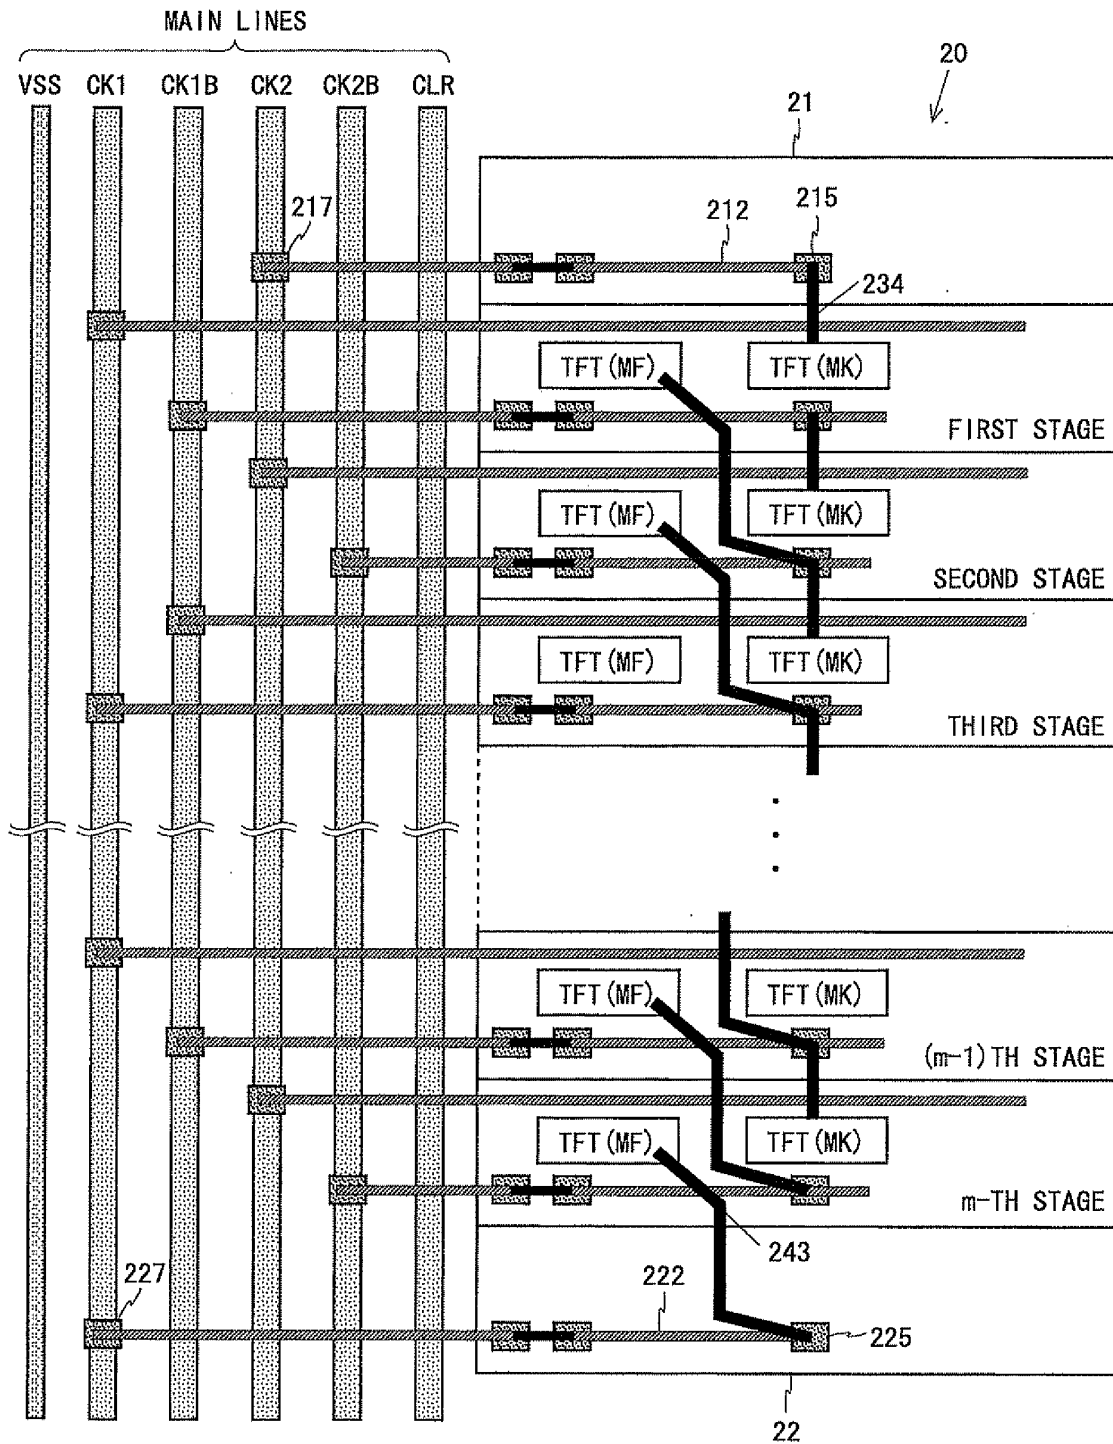 MAIN LINES
VSS CK1 CK1B CK2 CK2B CLR
20
21
217
212
215
234
TFT(MF) TFT(MK)
FIRST STAGE
TFT(MF) TFT(MK)
SECOND STAGE
TFT(MF) TFT(MK)
THIRD STAGE
TFT(MF) TFT(MK)
(m-1)TH STAGE
TFT(MF) TFT(MK)
m-TH STAGE
243
227
222
225
22